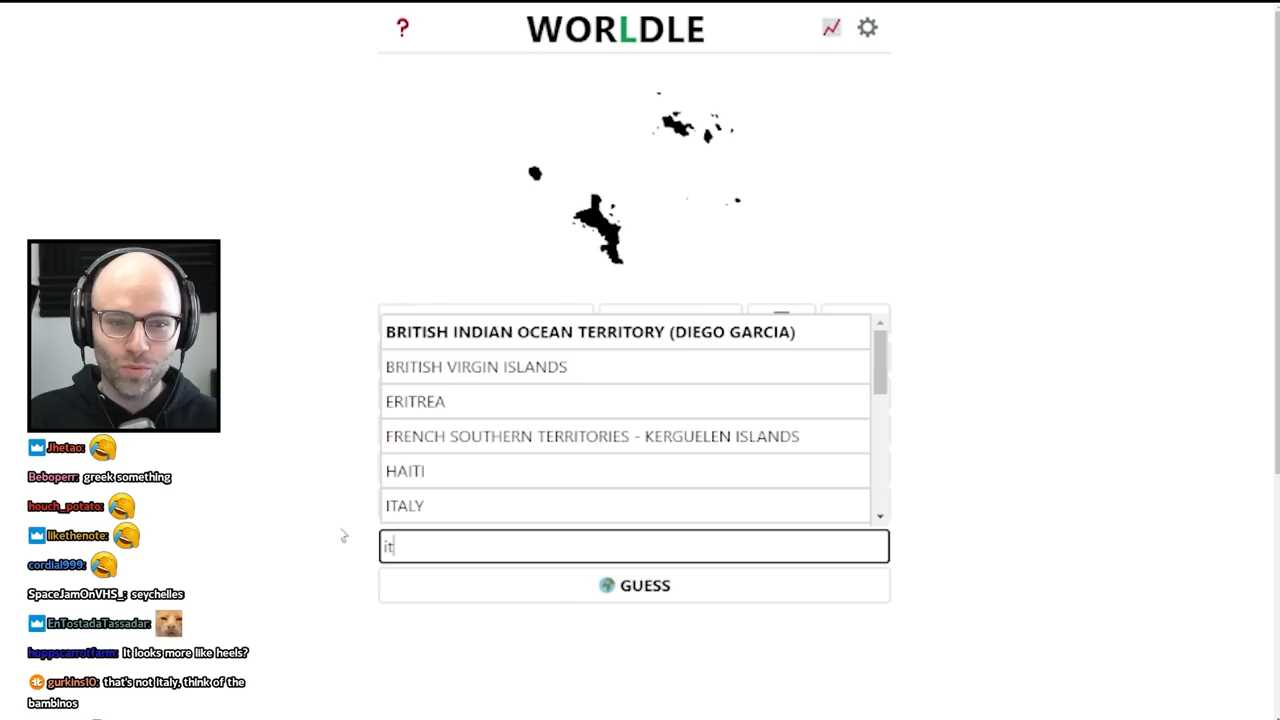 ?
WORLDLE
BRITISH INDIAN OCEAN TERRITORY (DIEGO GARCIA)
BRITISH VIRGIN ISLANDS
ERITREA
FRENCH SOUTHERN TERRITORIES - KERGUELEN ISLANDS
HAITI
ITALY
it
GUESS
Jhetao:
Beboperr: greek something
houch_potato:
likethenote:
cordial999:
SpaceJamOnVHS_: seychelles
EnTostadaTassadar:
hoppscarrotfarm: It looks more like heels?
gurkins10: that's not italy, think of the
bambinos